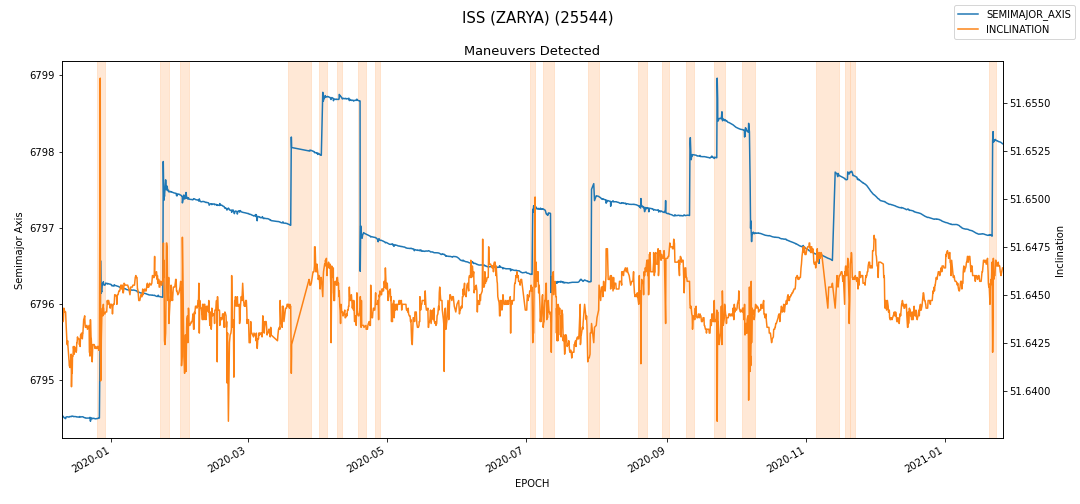 ISS (ZARYA) (25544)
SEMIMAJOR_AXIS
INCLINATION
Maneuvers Detected
6799
6798
6797
6796
6795
Semimajor Axis
51.6550
51.6525
51.6500
51.6475
51.6450
51.6425
51.6400
Inclination
2020-01
2020-03
2020-05
2020-07
2020-09
2020-11
2021-01
EPOCH